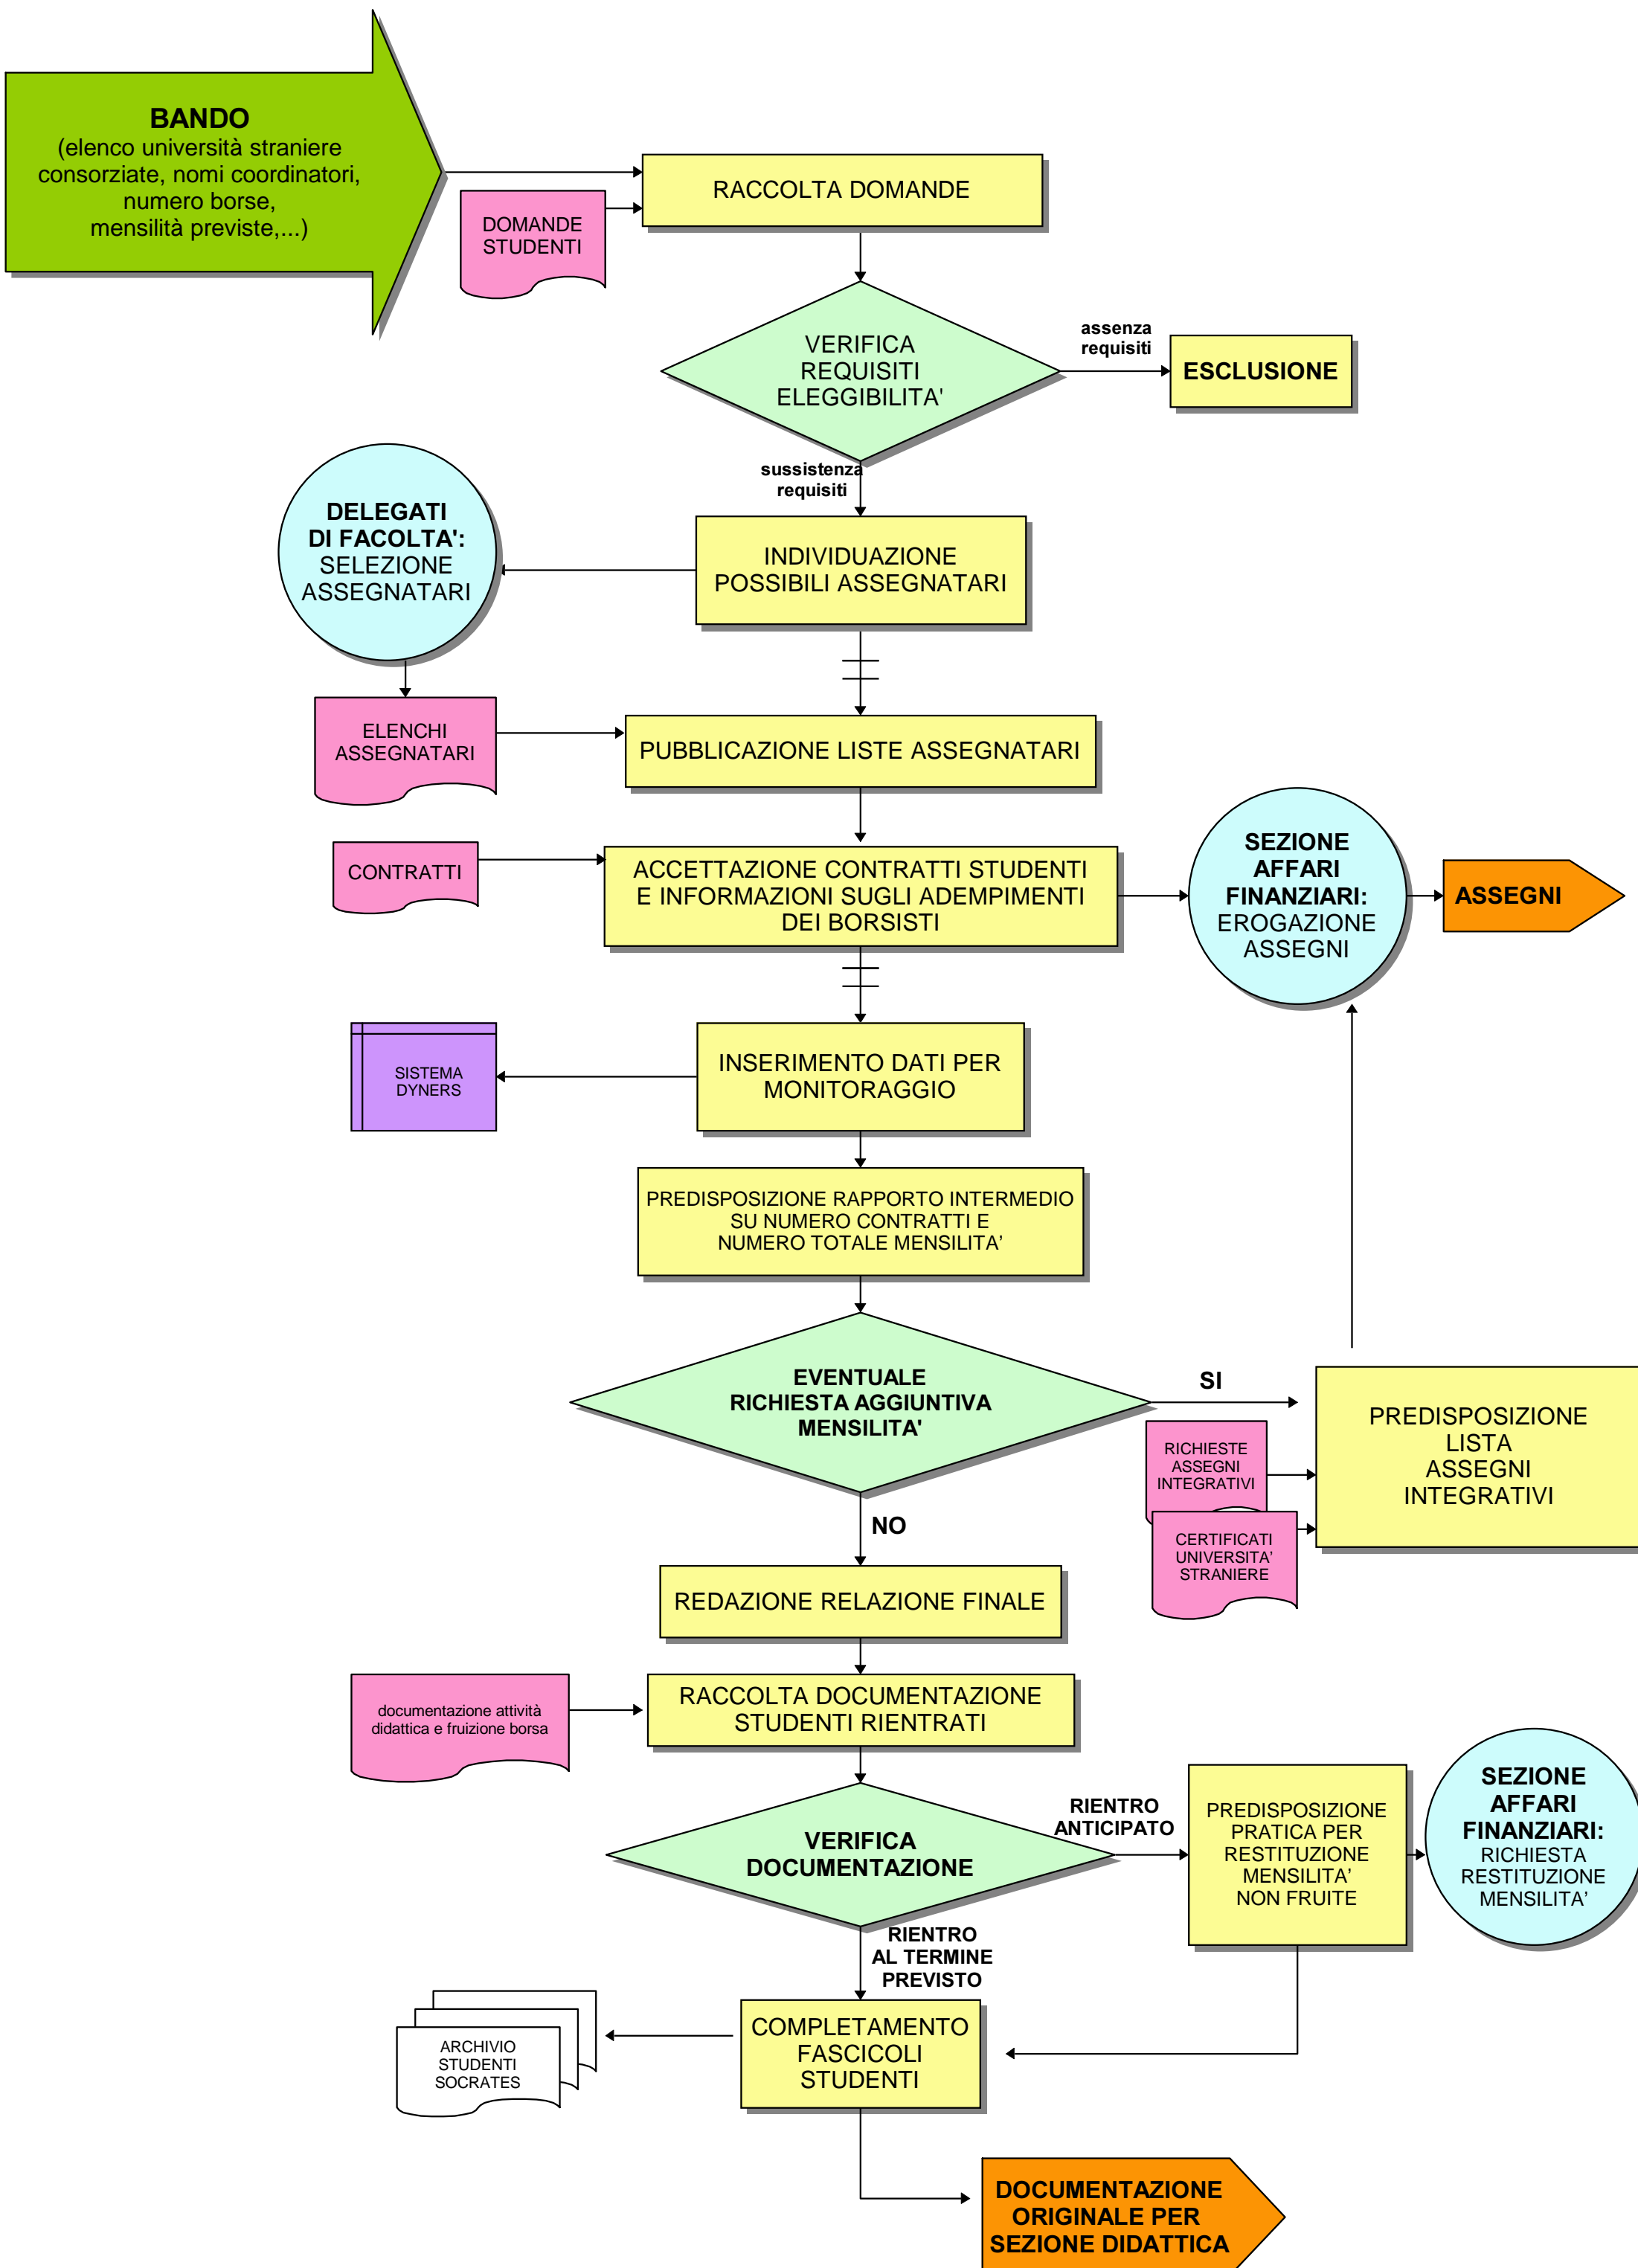 BANDO
(elenco università straniere
consorziate, nomi coordinatori,
numero borse,
mensilità previste,...)
RACCOLTA DOMANDE
DOMANDE
STUDENTI
VERIFICA
REQUISITI
ELEGGIBILITA'
assenza
requisiti
ESCLUSIONE
sussistenza
requisiti
DELEGATI
DI FACOLTA':
SELEZIONE
ASSEGNATARI
INDIVIDUAZIONE
POSSIBILI ASSEGNATARI
ELENCHI
ASSEGNATARI
PUBBLICAZIONE LISTE ASSEGNATARI
CONTRATTI
ACCETTAZIONE CONTRATTI STUDENTI
E INFORMAZIONI SUGLI ADEMPIMENTI
DEI BORSISTI
SEZIONE
AFFARI
FINANZIARI:
EROGAZIONE
ASSEGNI
ASSEGNI
SISTEMA
DYNERS
INSERIMENTO DATI PER
MONITORAGGIO
PREDISPOSIZIONE RAPPORTO INTERMEDIO
SU NUMERO CONTRATTI E
NUMERO TOTALE MENSILITA’
EVENTUALE
RICHIESTA AGGIUNTIVA
MENSILITA'
SI
PREDISPOSIZIONE
LISTA
ASSEGNI
INTEGRATIVI
RICHIESTE
ASSEGNI
INTEGRATIVI
CERTIFICATI
UNIVERSITA’
STRANIERE
NO
REDAZIONE RELAZIONE FINALE
documentazione attività
didattica e fruizione borsa
RACCOLTA DOCUMENTAZIONE
STUDENTI RIENTRATI
VERIFICA
DOCUMENTAZIONE
RIENTRO
ANTICIPATO
PREDISPOSIZIONE
PRATICA PER
RESTITUZIONE
MENSILITA’
NON FRUITE
SEZIONE
AFFARI
FINANZIARI:
RICHIESTA
RESTITUZIONE
MENSILITA’
RIENTRO
AL TERMINE
PREVISTO
ARCHIVIO
STUDENTI
SOCRATES
COMPLETAMENTO
FASCICOLI
STUDENTI
DOCUMENTAZIONE
ORIGINALE PER
SEZIONE DIDATTICA